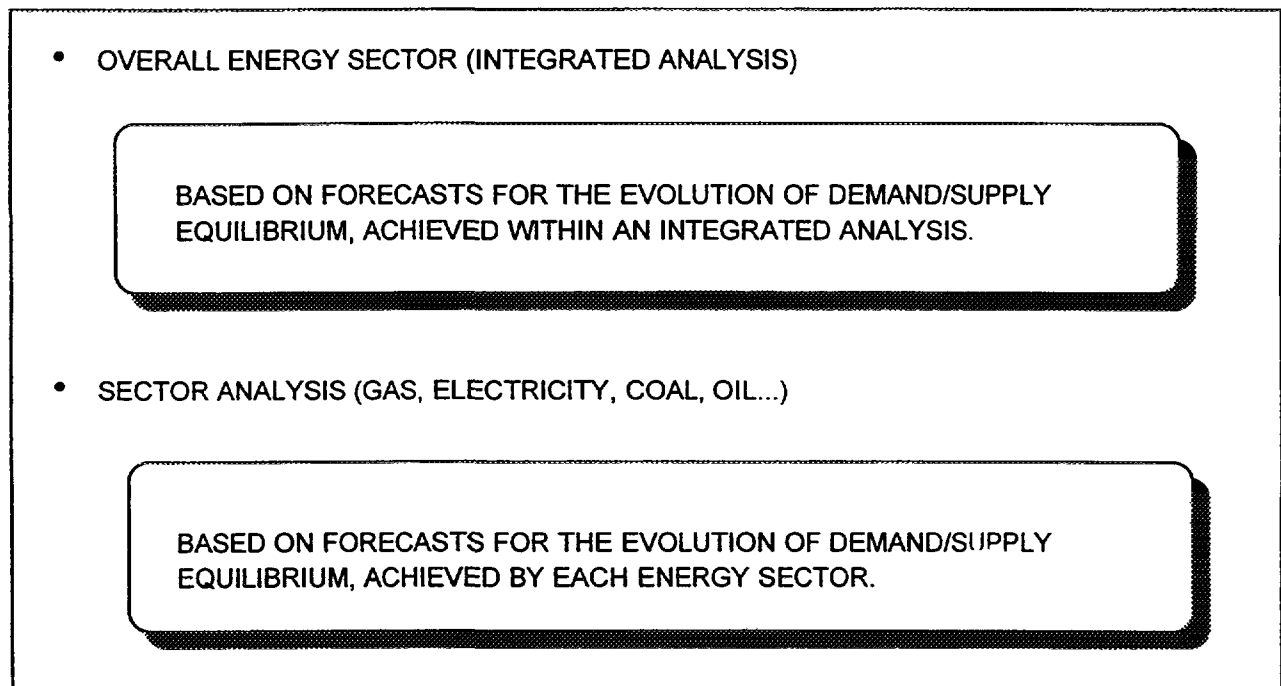 • OVERALL ENERGY SECTOR (INTEGRATED ANALYSIS)
BASED ON FORECASTS FOR THE EVOLUTION OF DEMAND/SUPPLY
EQUILIBRIUM, ACHIEVED WITHIN AN INTEGRATED ANALYSIS.
• SECTOR ANALYSIS (GAS, ELECTRICITY, COAL, OIL...)
BASED ON FORECASTS FOR THE EVOLUTION OF DEMAND/SUPPLY
EQUILIBRIUM, ACHIEVED BY EACH ENERGY SECTOR.